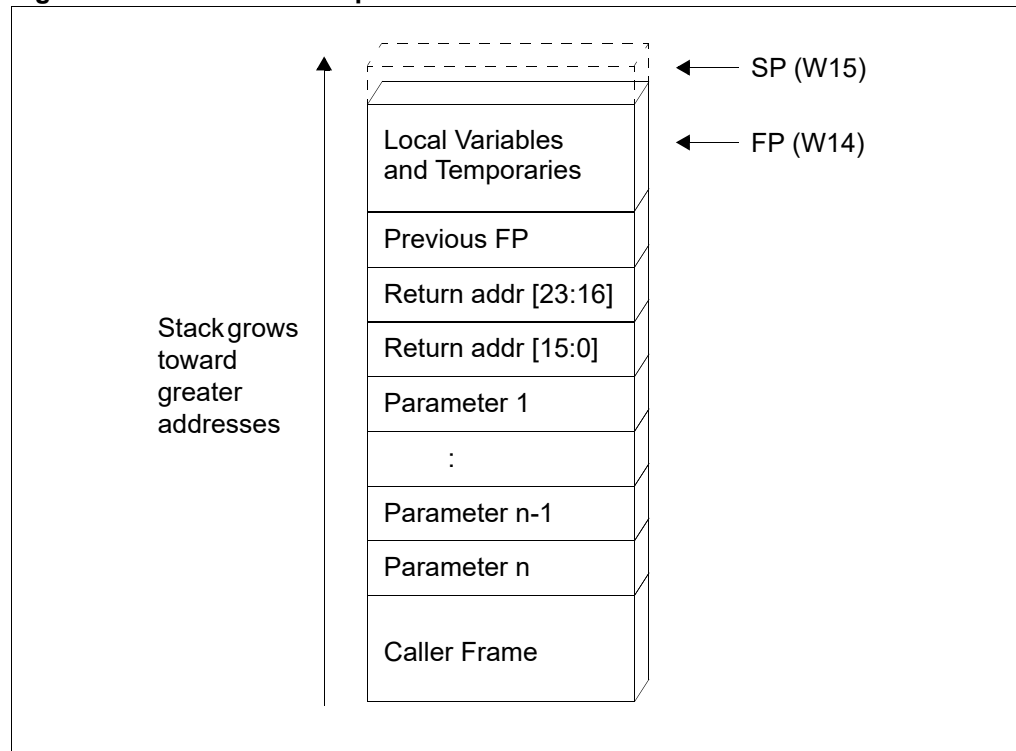 SP (W15)
Local Variables
and Temporaries
FP (W14)
Previous FP
Return addr [23:16]
Stack grows
toward
greater
addresses
Return addr [15:0]
Parameter 1
:
Parameter n-1
Parameter n
Caller Frame